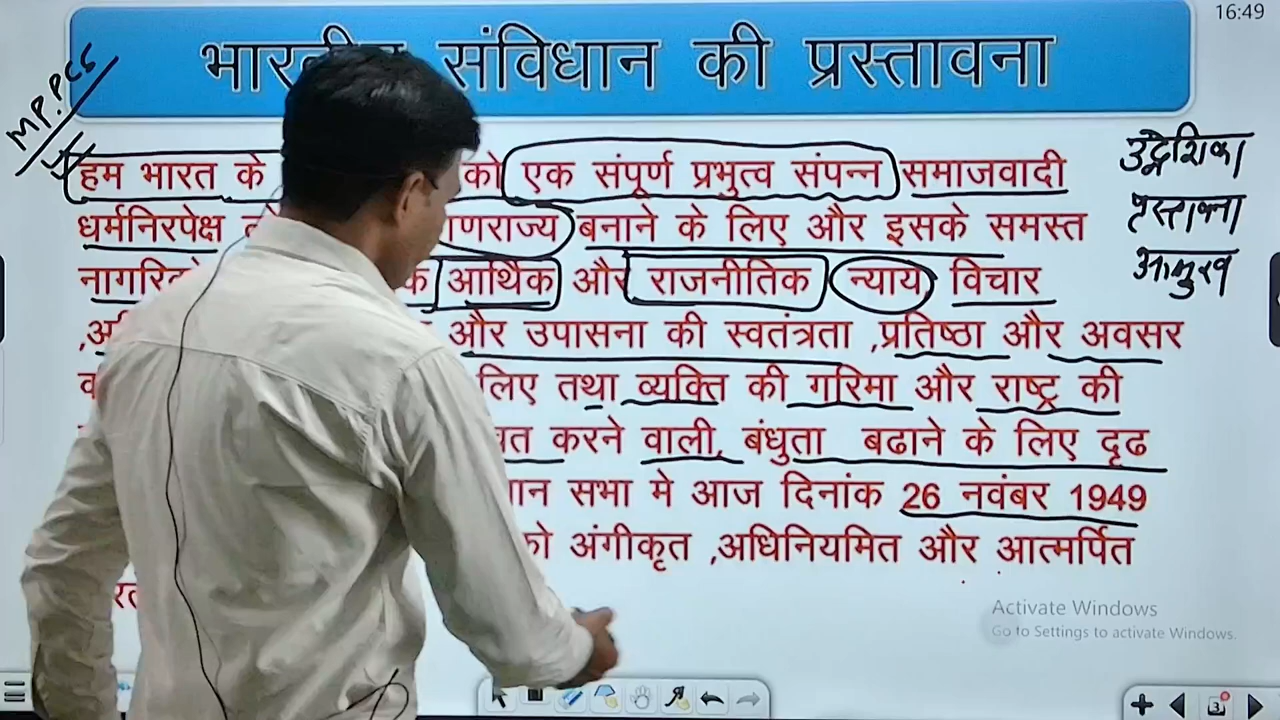 16:49
भारतीय संविधान की प्रस्तावना
M.P.PCS
हम भारत के को एक संपूर्ण प्रभुत्व संपन्न समाजवादी
धर्मनिरपेक्ष गणराज्य बनाने के लिए और इसके समस्त
आर्थिक और राजनीतिक न्याय विचार
और उपासना की स्वतंत्रता ,प्रतिष्ठा और अवसर
लिए तथा व्यक्ति की गरिमा और राष्ट्र की
करने वाली, बंधुता बढाने के लिए दृढ
सभा मे आज दिनांक 26 नवंबर 1949
को अंगीकृत ,अधिनियमित और आत्मर्पित
उद्देशिका
प्रस्तावना
आमुख
Activate Windows
Go to Settings to activate Windows.
3